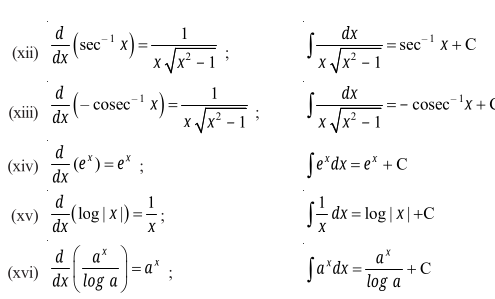 (xii) d/dx (sec⁻¹ x) = 1/(x√(x² – 1)) ; ∫ dx/(x√(x² – 1)) = sec⁻¹ x + C
(xiii) d/dx (– cosec⁻¹ x) = 1/(x√(x² – 1)) ; ∫ dx/(x√(x² – 1)) = – cosec⁻¹x + C
(xiv) d/dx (eˣ) = eˣ ; ∫ eˣ dx = eˣ + C
(xv) d/dx (log | x |) = 1/x ; ∫ 1/x dx = log | x | +C
(xvi) d/dx (aˣ/log a) = aˣ ; ∫ aˣ dx = aˣ/log a + C